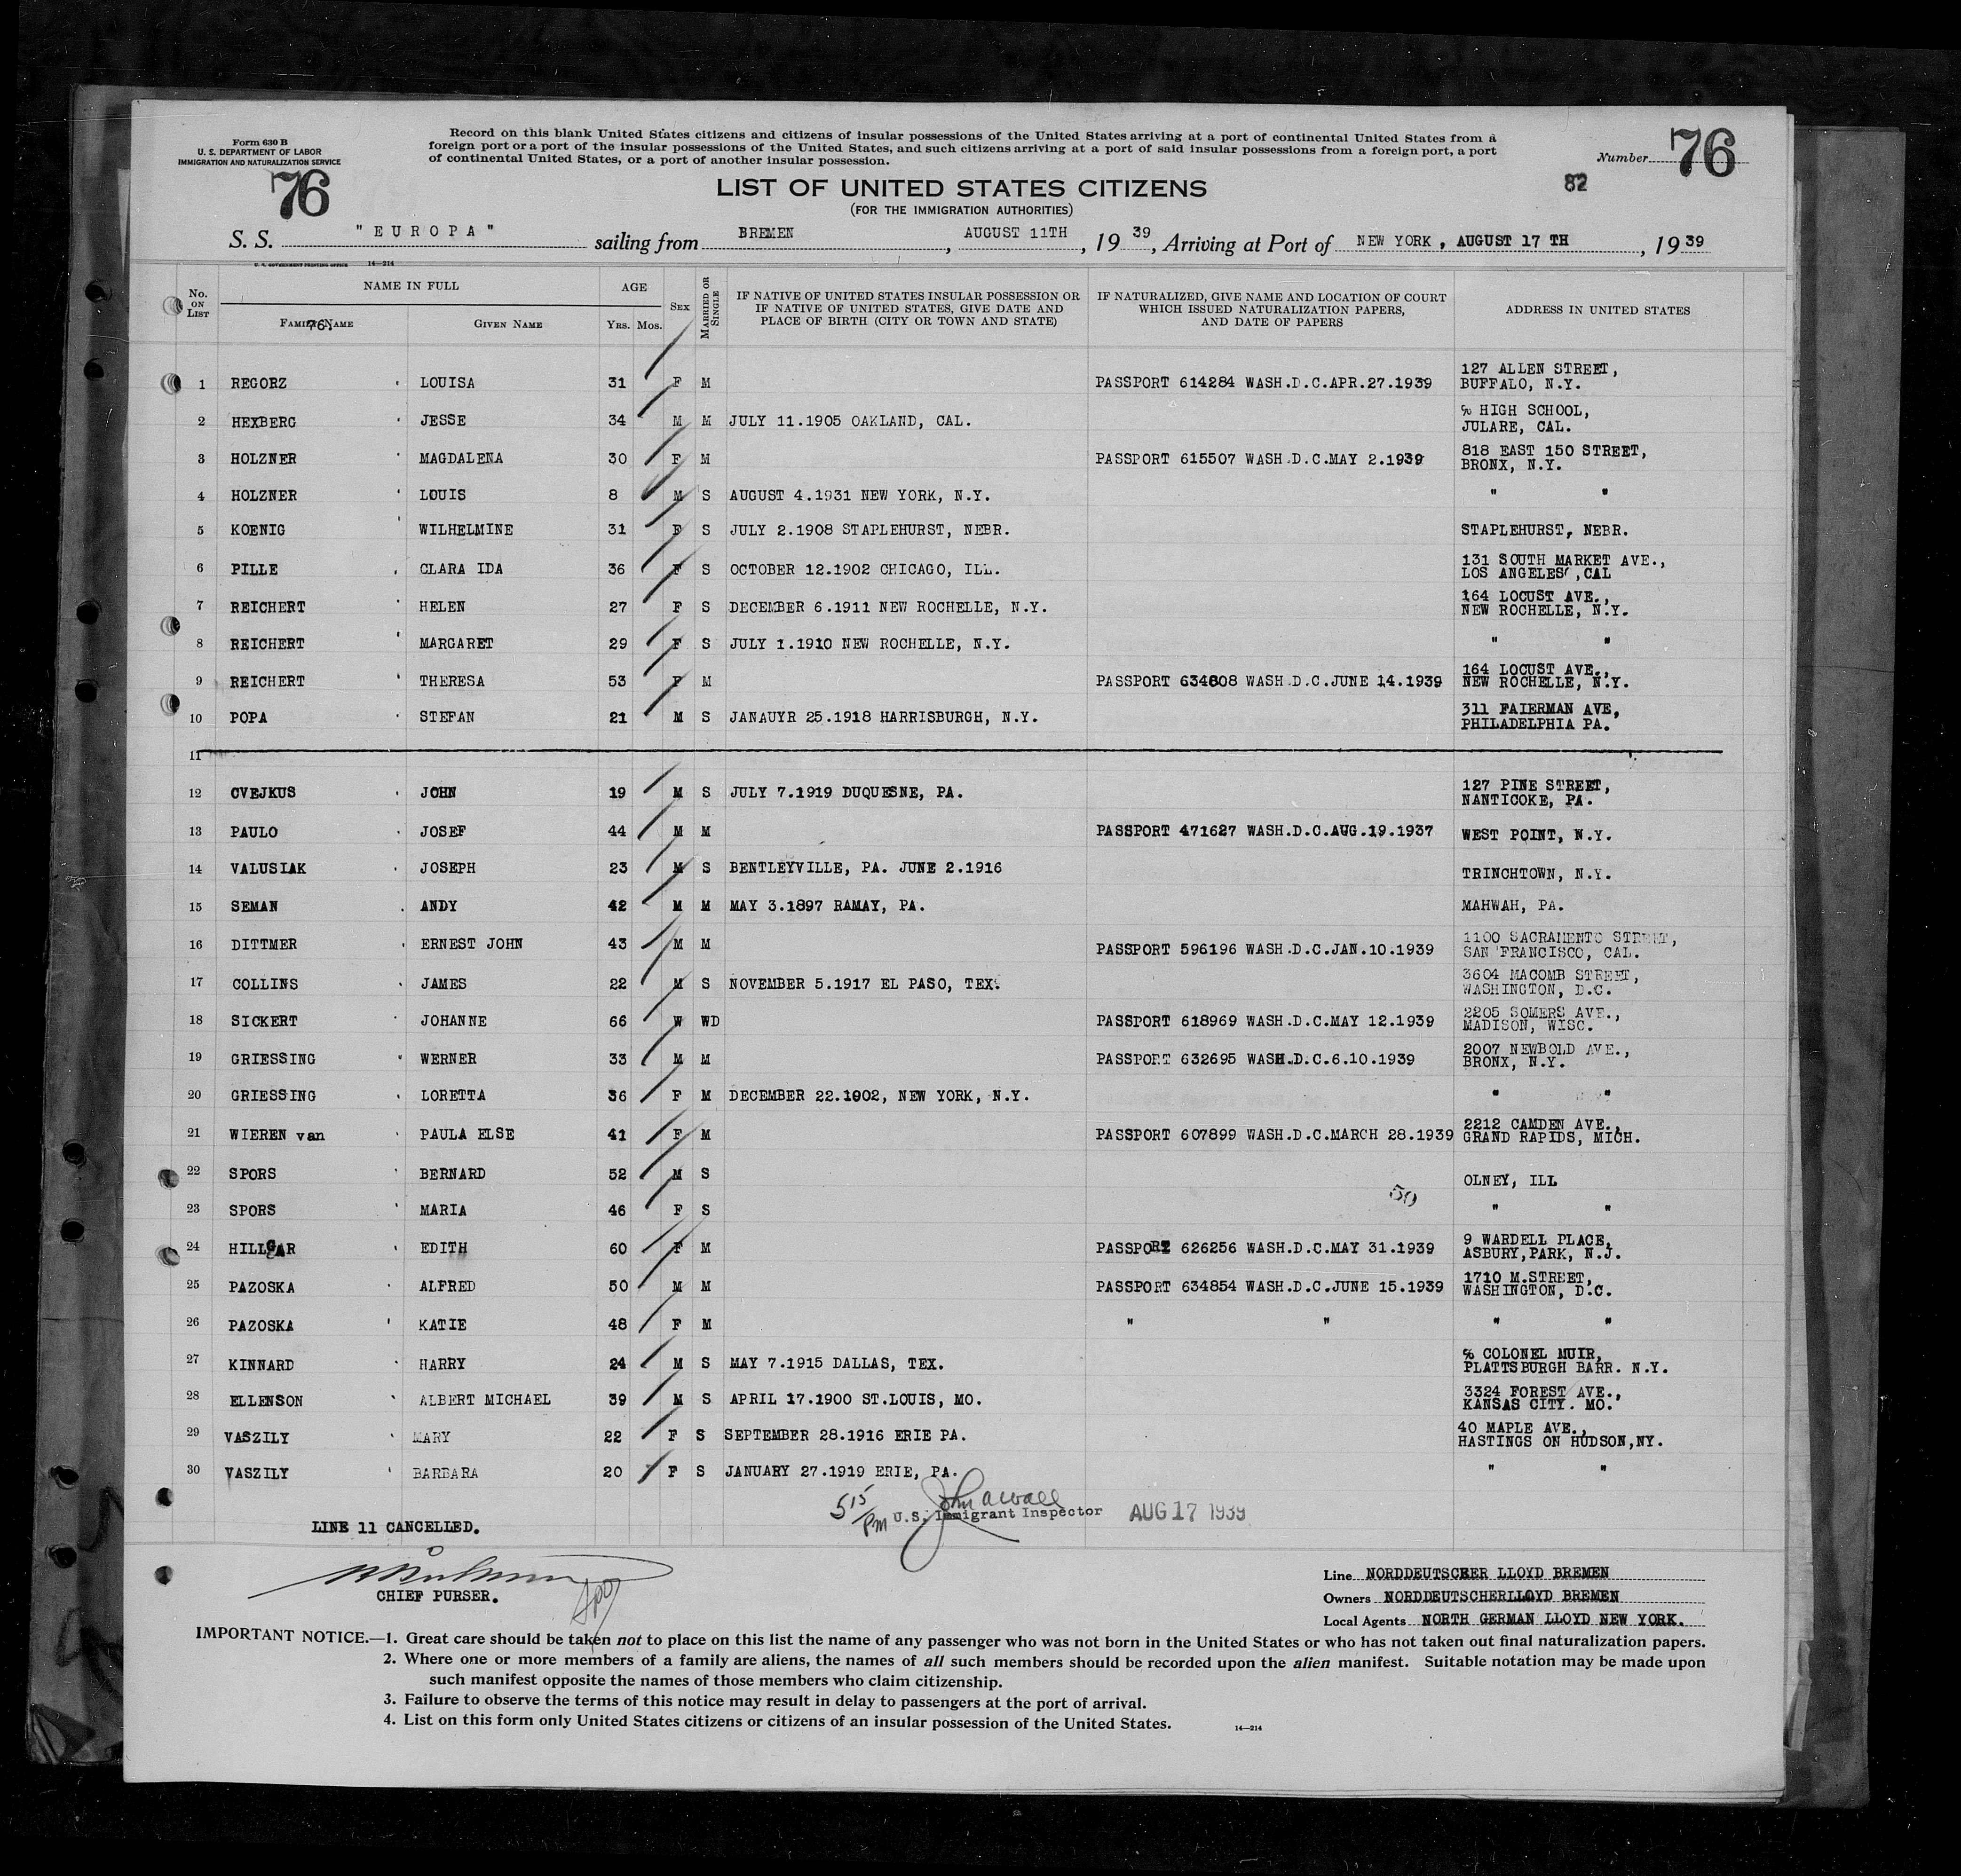 Form 630 B
U. S. DEPARTMENT OF LABOR
IMMIGRATION AND NATURALIZATION SERVICE
76
Record on this blank United States citizens and citizens of insular possessions of the United States arriving at a port of continental United States from a
foreign port or a port of the insular possessions of the United States, and such citizens arriving at a port of said insular possessions from a foreign port, a port
of continental United States, or a port of another insular possession.
Number 76
82
LIST OF UNITED STATES CITIZENS
(FOR THE IMMIGRATION AUTHORITIES)
S. S. "EUROPA" sailing from BREMEN, AUGUST 11TH, 1939, Arriving at Port of NEW YORK, AUGUST 17 TH, 1939
U. S. GOVERNMENT PRINTING OFFICE 14—214
No. ON LIST NAME IN FULL AGE SEX MARRIED OR SINGLE IF NATIVE OF UNITED STATES INSULAR POSSESSION OR IF NATIVE OF UNITED STATES, GIVE DATE AND PLACE OF BIRTH (CITY OR TOWN AND STATE) IF NATURALIZED, GIVE NAME AND LOCATION OF COURT WHICH ISSUED NATURALIZATION PAPERS, AND DATE OF PAPERS ADDRESS IN UNITED STATES
FAMILY NAME 76 GIVEN NAME YRS. MOS.
1 REGORZ LOUISA 31 F M PASSPORT 614284 WASH.D.C.APR.27.1939 127 ALLEN STREET, BUFFALO, N.Y.
2 HEXBERG JESSE 34 M M JULY 11.1905 OAKLAND, CAL. ℅ HIGH SCHOOL, JULARE, CAL.
3 HOLZNER MAGDALENA 30 F M PASSPORT 615507 WASH.D.C.MAY 2.1939 818 EAST 150 STREET, BRONX, N.Y.
4 HOLZNER LOUIS 8 M S AUGUST 4.1931 NEW YORK, N.Y. " "
5 KOENIG WILHELMINE 31 F S JULY 2.1908 STAPLEHURST, NEBR. STAPLEHURST, NEBR.
6 PILLE CLARA IDA 36 F S OCTOBER 12.1902 CHICAGO, ILL. 131 SOUTH MARKET AVE., LOS ANGELES, CAL
7 REICHERT HELEN 27 F S DECEMBER 6.1911 NEW ROCHELLE, N.Y. 164 LOCUST AVE., NEW ROCHELLE, N.Y.
8 REICHERT MARGARET 29 F S JULY 1.1910 NEW ROCHELLE, N.Y. " "
9 REICHERT THERESA 53 F M PASSPORT 634808 WASH.D.C.JUNE 14.1939 164 LOCUST AVE., NEW ROCHELLE, N.Y.
10 POPA STEFAN 21 M S JANAUYR 25.1918 HARRISBURGH, N.Y. 311 FAIERMAN AVE, PHILADELPHIA PA.
11
12 CVEJKUS JOHN 19 M S JULY 7.1919 DUQUESNE, PA. 127 PINE STREET, NANTICOKE, PA.
13 PAULO JOSEF 44 M M PASSPORT 471627 WASH.D.C.AUG.19.1937 WEST POINT, N.Y.
14 VALUSIAK JOSEPH 23 M S BENTLEYVILLE, PA. JUNE 2.1916 TRINCHTOWN, N.Y.
15 SEMAN ANDY 42 M M MAY 3.1897 RAMAY, PA. MAHWAH, PA.
16 DITTMER ERNEST JOHN 43 M M PASSPORT 596196 WASH.D.C.JAN.10.1939 1100 SACRAMENTO STREET, SAN FRANCISCO, CAL.
17 COLLINS JAMES 22 M S NOVEMBER 5.1917 EL PASO, TEX. 3604 MACOMB STREET, WASHINGTON, D.C.
18 SICKERT JOHANNE 66 W WD PASSPORT 618969 WASH.D.C.MAY 12.1939 2205 SOMERS AVE., MADISON, WISC.
19 GRIESSING WERNER 33 M M PASSPORT 632695 WASH.D.C.6.10.1939 2007 NEWBOLD AVE., BRONX, N.Y.
20 GRIESSING LORETTA 36 F M DECEMBER 22.1902, NEW YORK, N.Y. " "
21 WIEREN van PAULA ELSE 41 F M PASSPORT 607899 WASH.D.C.MARCH 28.1939 2212 CAMDEN AVE., GRAND RAPIDS, MICH.
22 SPORS BERNARD 52 M S OLNEY, ILL
23 SPORS MARIA 46 F S 50 " "
24 HILLGAR EDITH 60 F M PASSPORT 626256 WASH.D.C.MAY 31.1939 9 WARDELL PLACE, ASBURY,PARK, N.J.
25 PAZOSKA ALFRED 50 M M PASSPORT 634854 WASH.D.C.JUNE 15.1939 1710 M.STREET, WASHINGTON, D.C.
26 PAZOSKA KATIE 48 F M " " " "
27 KINNARD HARRY 24 M S MAY 7.1915 DALLAS, TEX. ℅ COLONEL MUIR, PLATTSBURGH BARR. N.Y.
28 ELLENSON ALBERT MICHAEL 39 M S APRIL 17.1900 ST.LOUIS, MO. 3324 FOREST AVE., KANSAS CITY. MO.
29 VASZILY MARY 22 F S SEPTEMBER 28.1916 ERIE PA. 40 MAPLE AVE., HASTINGS ON HUDSON,NY.
30 VASZILY BARBARA 20 F S JANUARY 27.1919 ERIE, PA. " "
5 15 PM John A Wall
U.S. Immigrant Inspector AUG 17 1939
LINE 11 CANCELLED.
CHIEF PURSER.
Line NORDDEUTSCHER LLOYD BREMEN
Owners NORDDEUTSCHERLLOYD BREMEN
Local Agents NORTH GERMAN LLOYD NEW YORK.
IMPORTANT NOTICE.—1. Great care should be taken not to place on this list the name of any passenger who was not born in the United States or who has not taken out final naturalization papers.
2. Where one or more members of a family are aliens, the names of all such members should be recorded upon the alien manifest. Suitable notation may be made upon
such manifest opposite the names of those members who claim citizenship.
3. Failure to observe the terms of this notice may result in delay to passengers at the port of arrival.
4. List on this form only United States citizens or citizens of an insular possession of the United States. 14—214